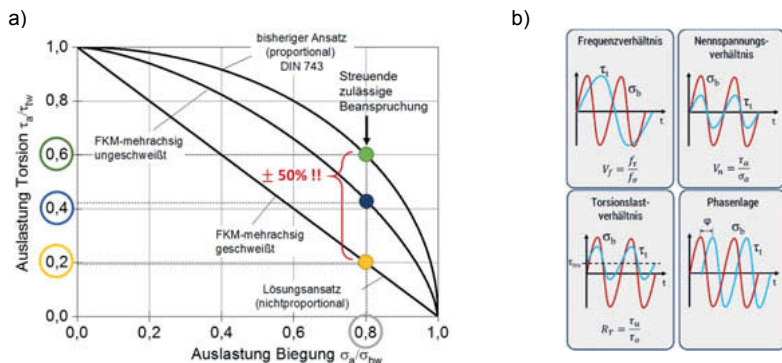 a)
bisheriger Ansatz
(proportional)
DIN 743
Streuende
zulässige
Beanspruchung
FKM-mehrachsig
ungeschweißt
± 50% !!
FKM-mehrachsig
geschweißt
Lösungsansatz
(nichtproportional)
Auslastung Torsion τa/τtw
1,0
0,8
0,6
0,4
0,2
0,0
0,0 0,2 0,4 0,6 0,8 1,0
Auslastung Biegung σa/σbw
b)
Frequenzverhältnis
τt
σb
t
Vf = fτ/fσ
Nennspannungs-
verhältnis
σb
τt
t
Vn = τa/σa
Torsionslast-
verhältnis
σb
τt
t
Rτ = τu/τo
Phasenlage
φ
σb
τt
t